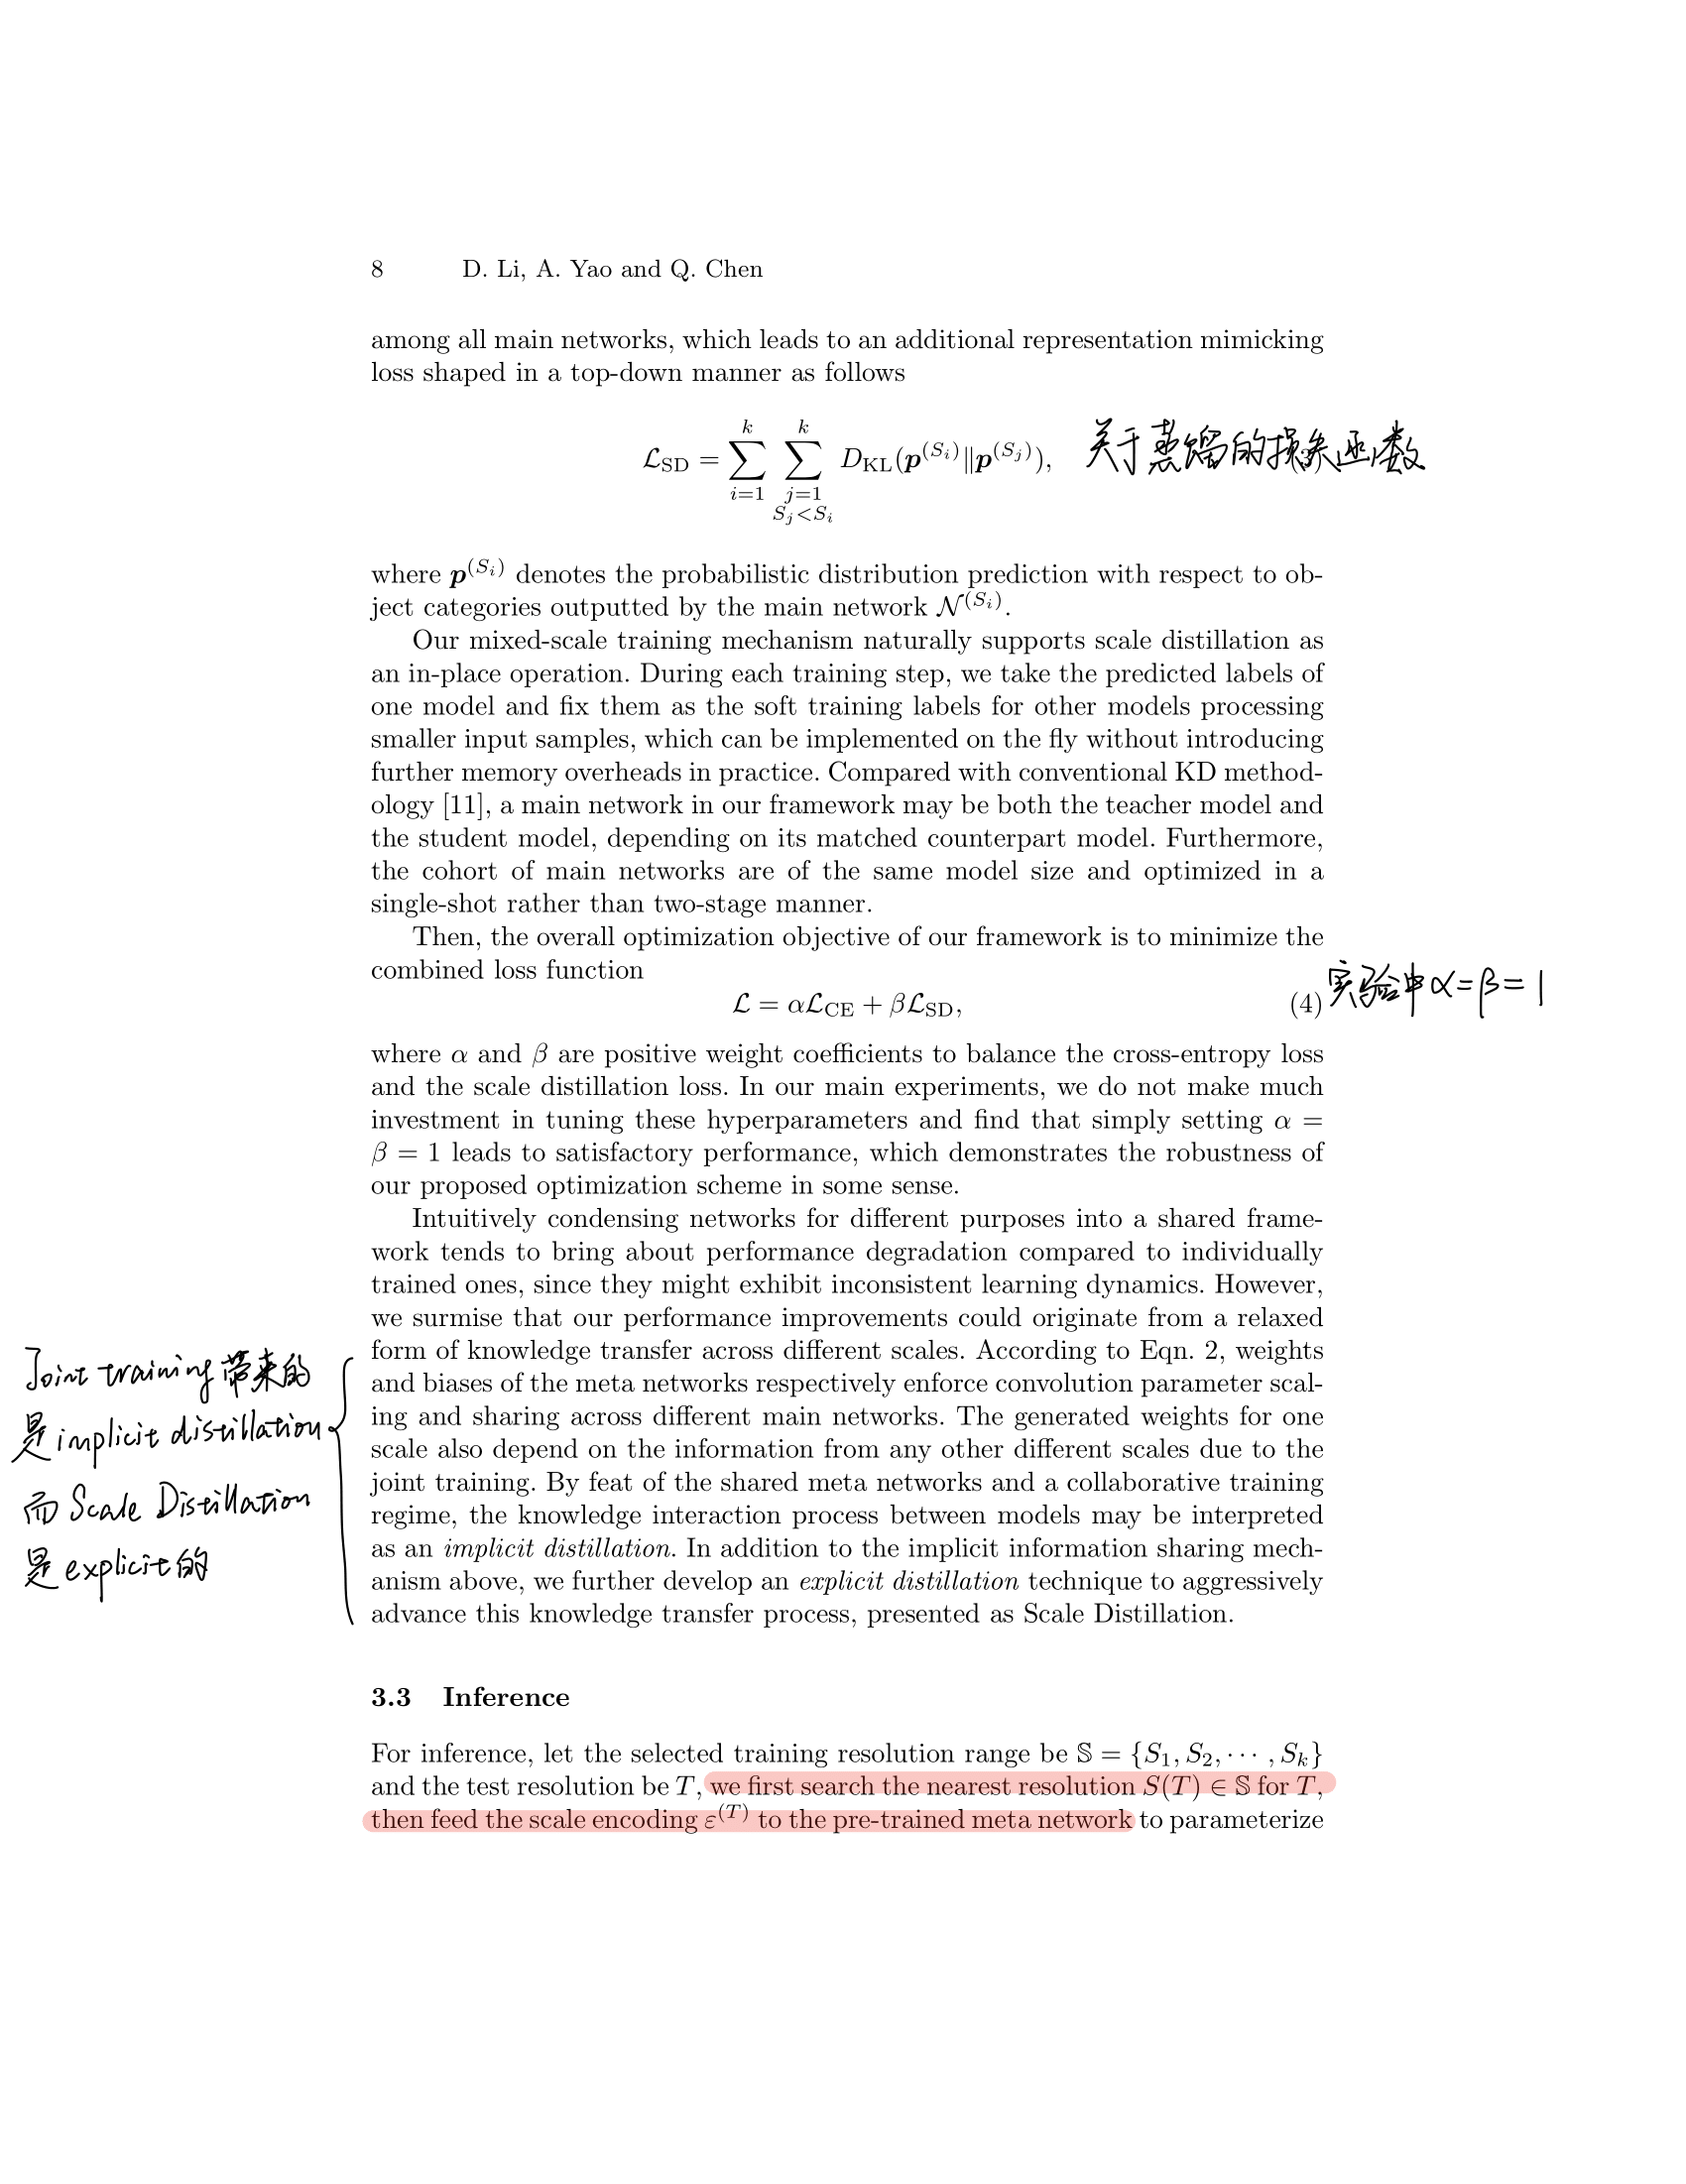 8 D. Li, A. Yao and Q. Chen
among all main networks, which leads to an additional representation mimicking
loss shaped in a top-down manner as follows
$\mathcal{L}_{\mathrm{SD}} = \sum_{i=1}^{k} \sum_{\substack{j=1 \\ S_j<S_i}}^{k} D_{\mathrm{KL}}(\boldsymbol{p}^{(S_i)} \| \boldsymbol{p}^{(S_j)}),$ (3)
关于蒸馏的损失函数
where $\boldsymbol{p}^{(S_i)}$ denotes the probabilistic distribution prediction with respect to ob-
ject categories outputted by the main network $\mathcal{N}^{(S_i)}$.
Our mixed-scale training mechanism naturally supports scale distillation as
an in-place operation. During each training step, we take the predicted labels of
one model and fix them as the soft training labels for other models processing
smaller input samples, which can be implemented on the fly without introducing
further memory overheads in practice. Compared with conventional KD method-
ology [11], a main network in our framework may be both the teacher model and
the student model, depending on its matched counterpart model. Furthermore,
the cohort of main networks are of the same model size and optimized in a
single-shot rather than two-stage manner.
Then, the overall optimization objective of our framework is to minimize the
combined loss function
$\mathcal{L} = \alpha\mathcal{L}_{\mathrm{CE}} + \beta\mathcal{L}_{\mathrm{SD}},$ (4)
实验中α=β=1
where α and β are positive weight coefficients to balance the cross-entropy loss
and the scale distillation loss. In our main experiments, we do not make much
investment in tuning these hyperparameters and find that simply setting α =
β = 1 leads to satisfactory performance, which demonstrates the robustness of
our proposed optimization scheme in some sense.
Intuitively condensing networks for different purposes into a shared frame-
work tends to bring about performance degradation compared to individually
trained ones, since they might exhibit inconsistent learning dynamics. However,
we surmise that our performance improvements could originate from a relaxed
form of knowledge transfer across different scales. According to Eqn. 2, weights
and biases of the meta networks respectively enforce convolution parameter scal-
ing and sharing across different main networks. The generated weights for one
scale also depend on the information from any other different scales due to the
joint training. By feat of the shared meta networks and a collaborative training
regime, the knowledge interaction process between models may be interpreted
as an implicit distillation. In addition to the implicit information sharing mech-
anism above, we further develop an explicit distillation technique to aggressively
advance this knowledge transfer process, presented as Scale Distillation.
Joint training 带来的
是 implicit distillation
而 Scale Distillation
是 explicit 的
3.3 Inference
For inference, let the selected training resolution range be $\mathbb{S} = \{S_1, S_2, \cdots, S_k\}$
and the test resolution be $T$, we first search the nearest resolution $S(T) \in \mathbb{S}$ for $T$,
then feed the scale encoding $\varepsilon^{(T)}$ to the pre-trained meta network to parameterize